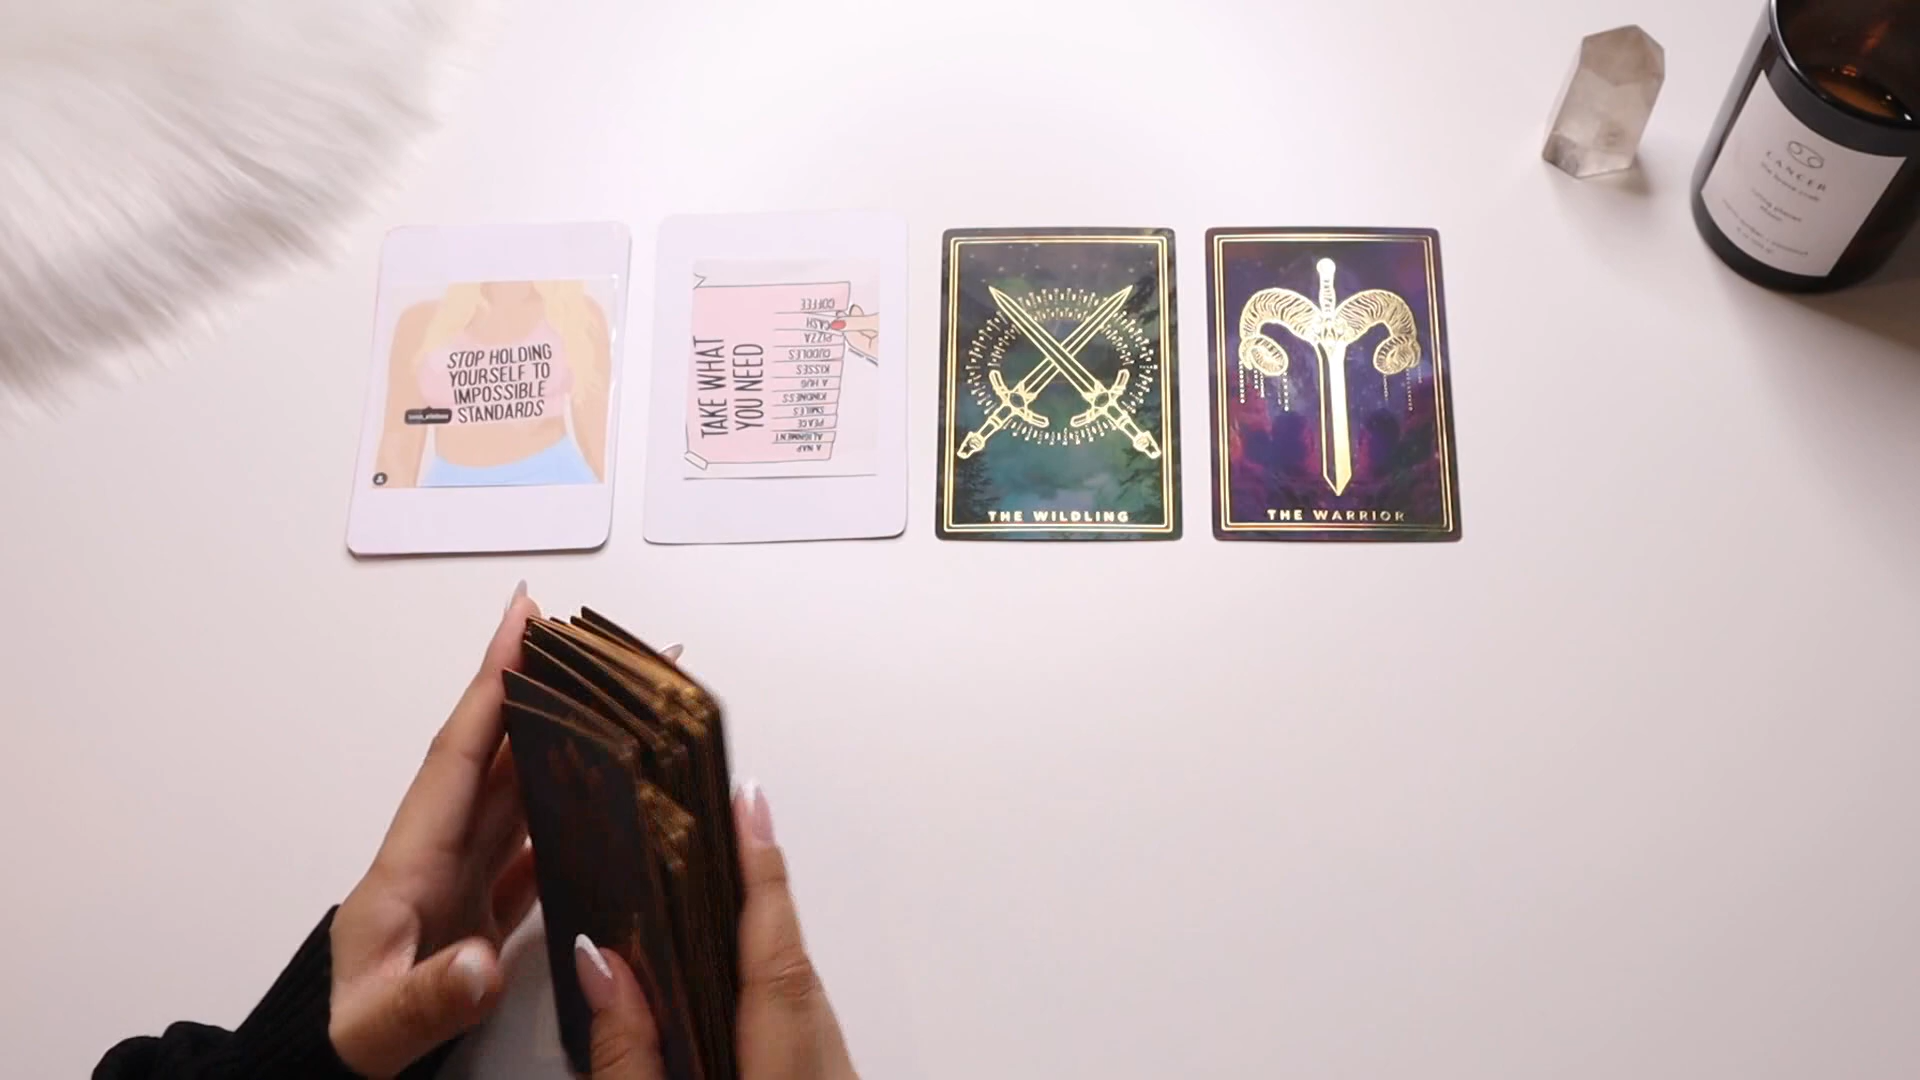 STOP HOLDING
YOURSELF TO
IMPOSSIBLE
STANDARDS
TAKE WHAT
YOU NEED
COFFEE
CASH
PIZZA
CUDDLES
KISSES
A HUG
KINDNESS
SMILES
PEACE
ALIGNMENT
A NAP
THE WILDLING
THE WARRIOR
CANCER